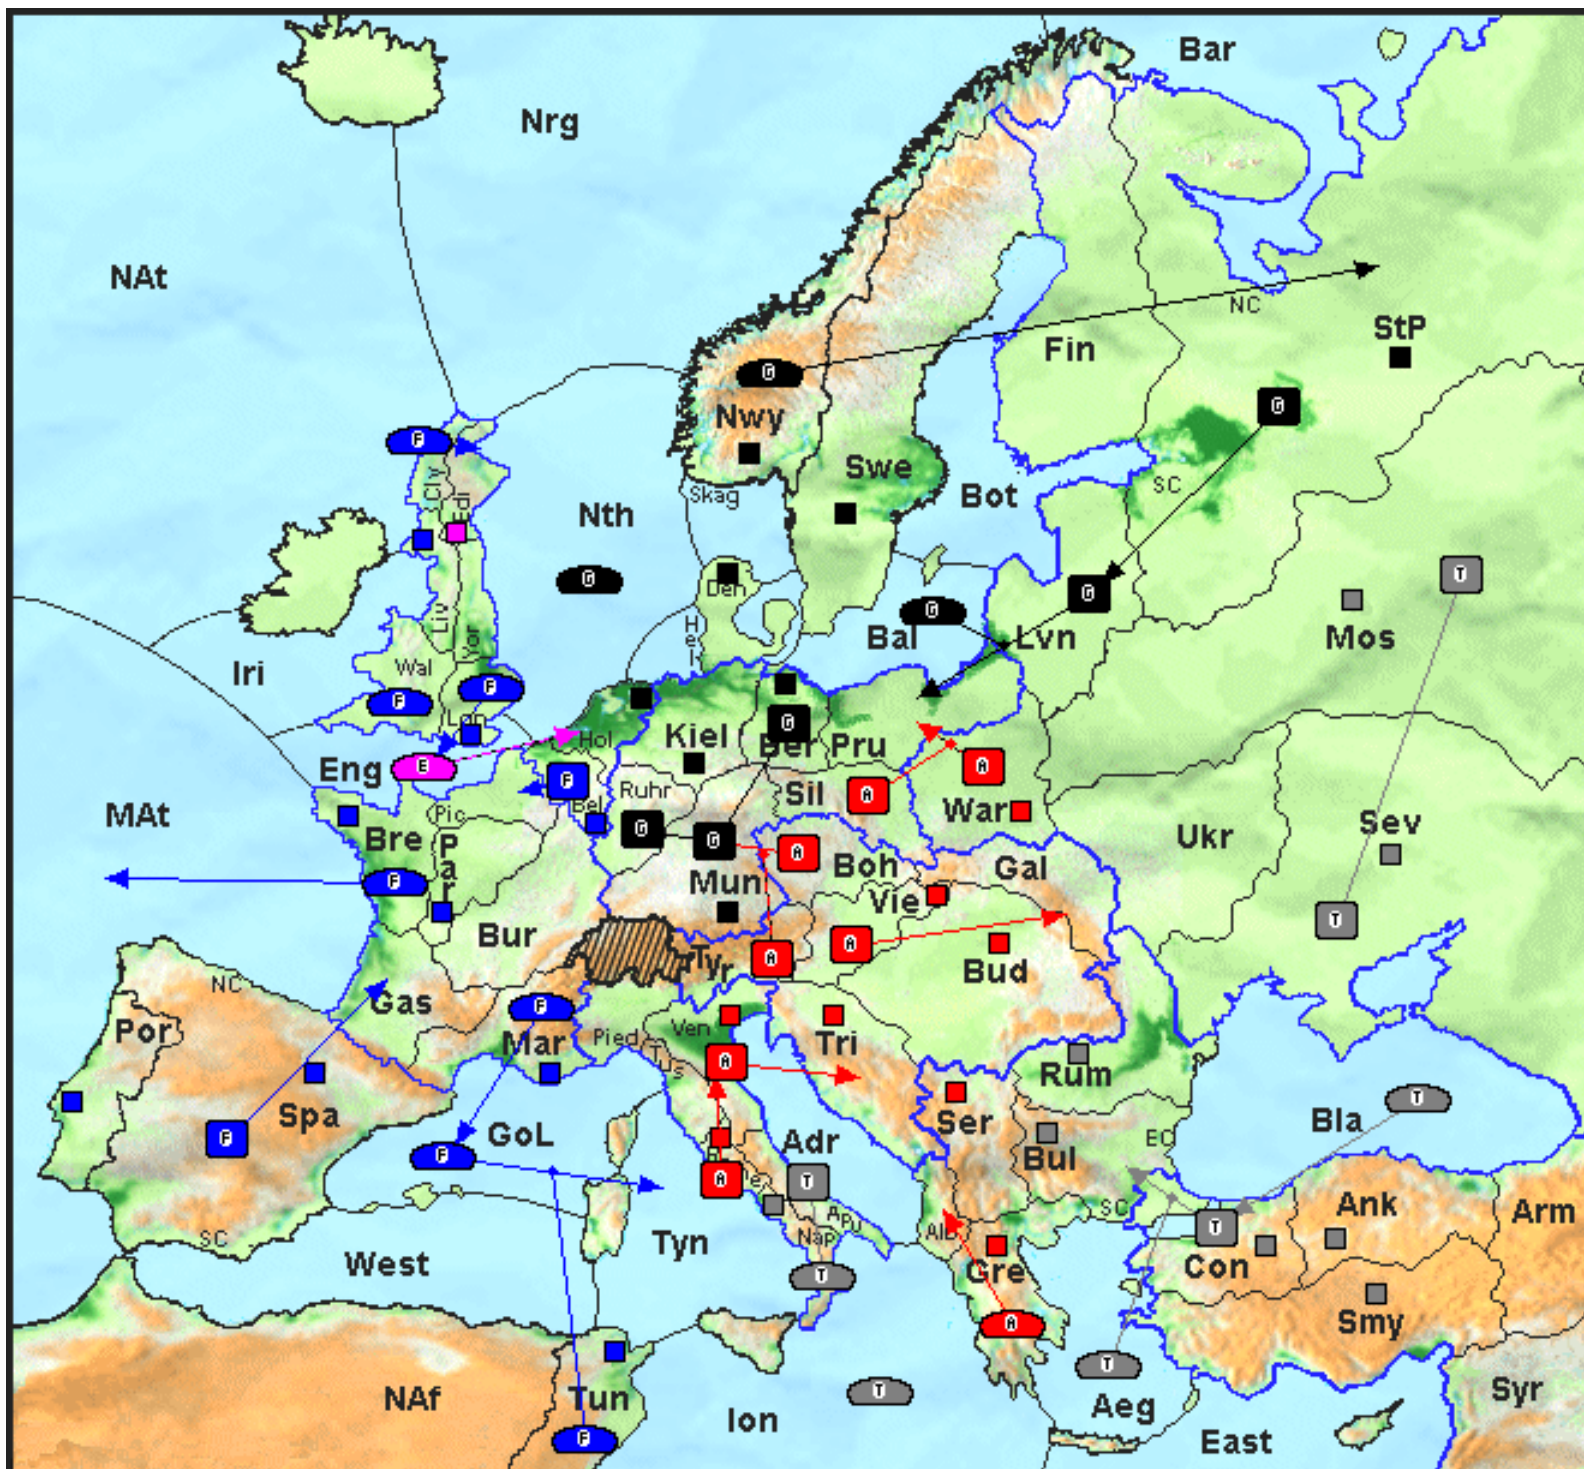 Bar
Nrg
NAt
NC
StP
Fin
Nwy
Swe
Cly
Edi
Skag
Bot
SC
Nth
Den
Hel
Liv
Yor
Bal
Lvn
Mos
Iri
Wal
Lon
Hol
Kiel
Ber
Pru
Eng
Ruhr
Sil
War
MAt
Pic
Bel
Bre
Par
Boh
Gal
Ukr
Sev
Mun
Vie
Bur
Tyr
Bud
NC
Gas
Por
Mar
Pied
Ven
Tus
Tri
Rum
Spa
GoL
Adr
Ser
Bul
EC
Bla
SC
West
Tyn
Apu
Nap
Alb
Gre
SC
Con
Ank
Arm
Smy
NAf
Tun
Ion
Aeg
East
Syr
G
G
F
G
G
G
T
F
F
G
E
F
A
A
G
G
A
F
T
A
A
F
A
T
F
F
A
T
T
T
A
T
T
F